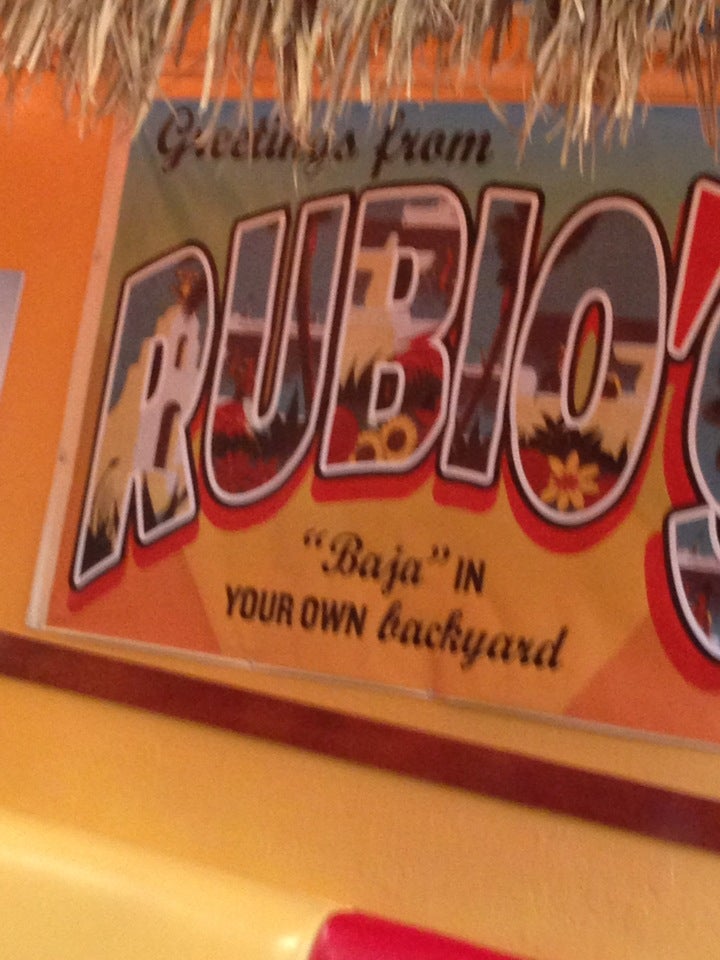 Greetings from
RUBIO'S
"Baja" IN
YOUR OWN backyard